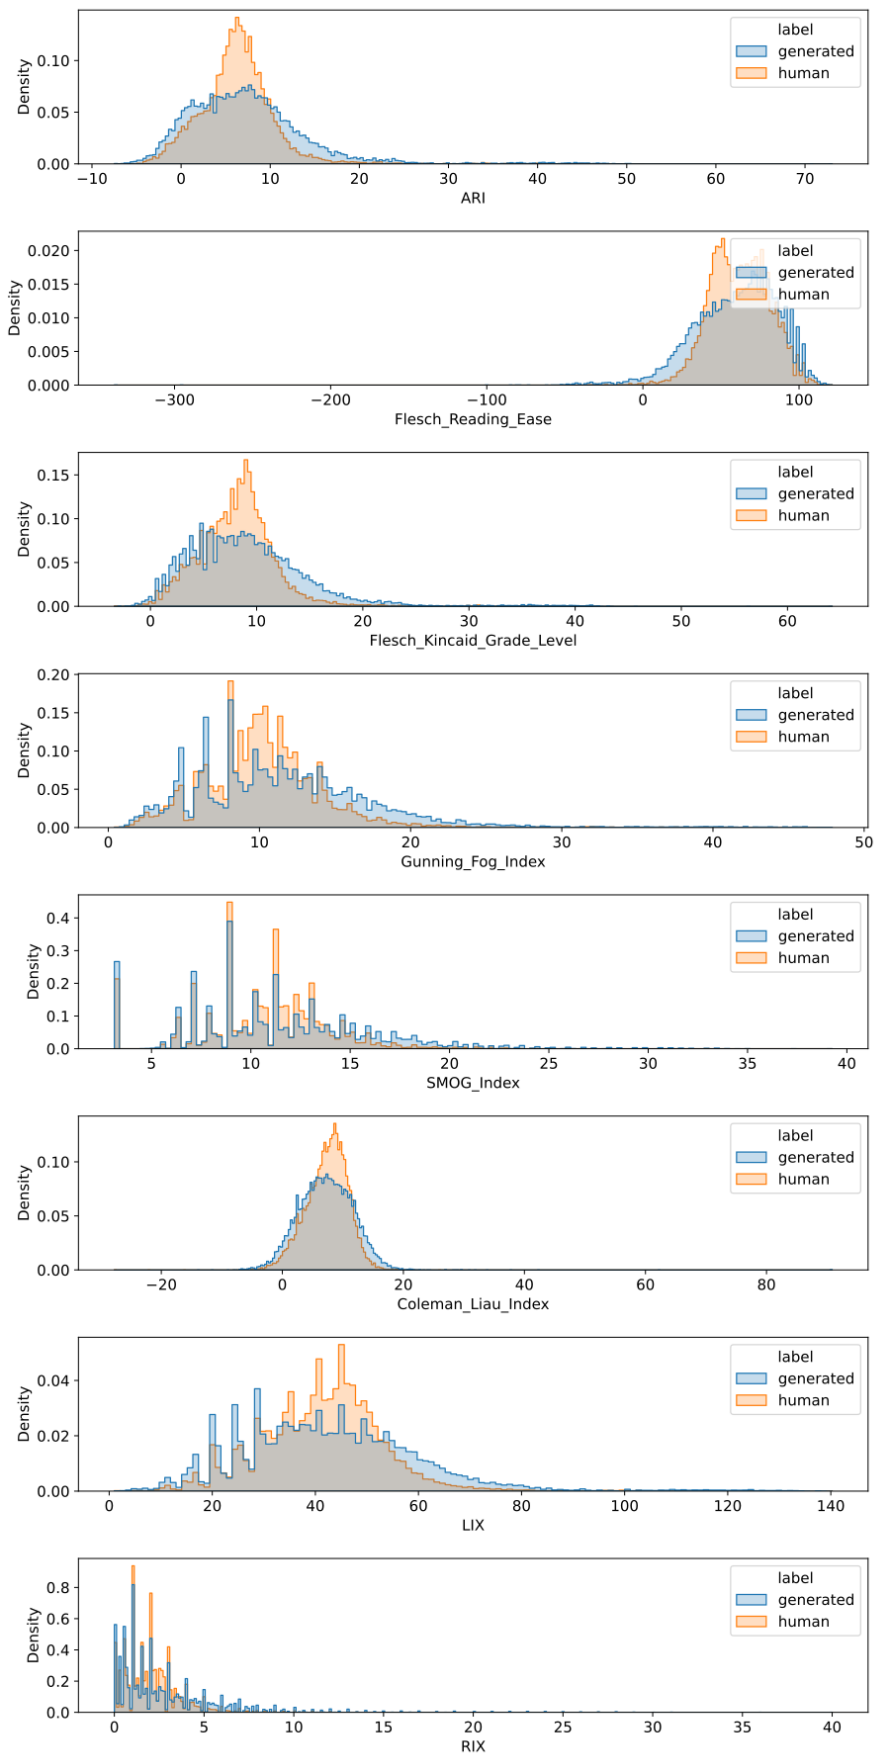 label
generated
human
0.10
0.05
0.00
Density
−10 0 10 20 30 40 50 60 70
ARI
label
generated
human
0.020
0.015
0.010
0.005
0.000
Density
−300 −200 −100 0 100
Flesch_Reading_Ease
label
generated
human
0.15
0.10
0.05
0.00
Density
0 10 20 30 40 50 60
Flesch_Kincaid_Grade_Level
label
generated
human
0.20
0.15
0.10
0.05
0.00
Density
0 10 20 30 40 50
Gunning_Fog_Index
label
generated
human
0.4
0.3
0.2
0.1
0.0
Density
5 10 15 20 25 30 35 40
SMOG_Index
label
generated
human
0.10
0.05
0.00
Density
−20 0 20 40 60 80
Coleman_Liau_Index
label
generated
human
0.04
0.02
0.00
Density
0 20 40 60 80 100 120 140
LIX
label
generated
human
0.8
0.6
0.4
0.2
0.0
Density
0 5 10 15 20 25 30 35 40
RIX